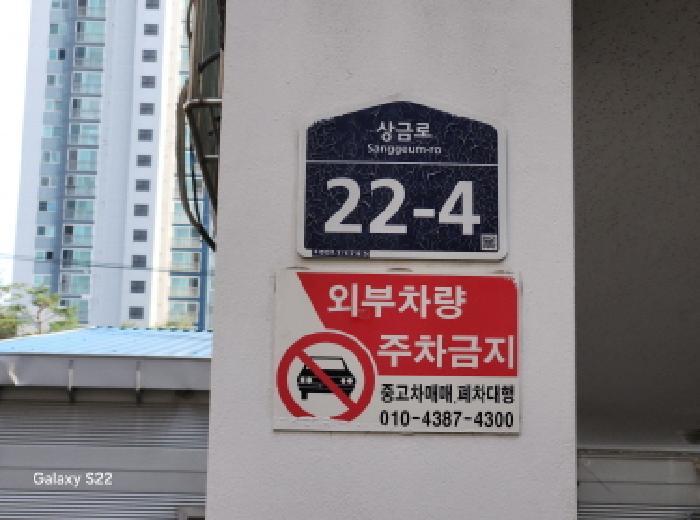 상금로
Sanggeum-ro
22-4
외부차량
주차금지
중고차매매.폐차대행
010-4387-4300
Galaxy S22